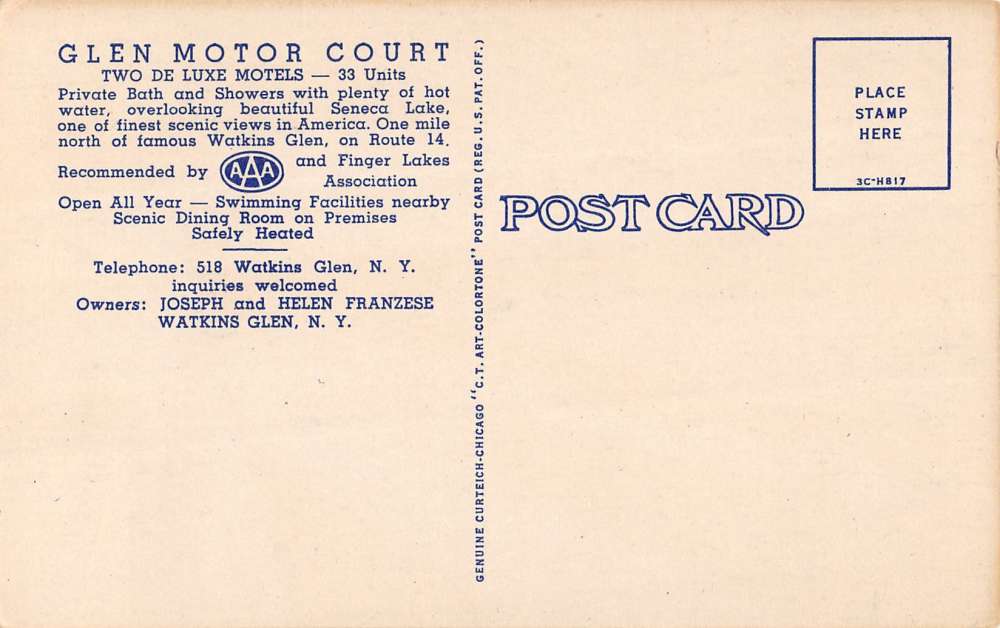 GLEN MOTOR COURT
TWO DE LUXE MOTELS — 33 Units
Private Bath and Showers with plenty of hot
water, overlooking beautiful Seneca Lake,
one of finest scenic views in America. One mile
north of famous Watkins Glen, on Route 14.
Recommended by AAA and Finger Lakes
Association
Open All Year — Swimming Facilities nearby
Scenic Dining Room on Premises
Safely Heated
Telephone: 518 Watkins Glen, N. Y.
inquiries welcomed
Owners: JOSEPH and HELEN FRANZESE
WATKINS GLEN, N. Y.
GENUINE CURTEICH-CHICAGO "C.T. ART-COLORTONE" POST CARD (REG. U.S. PAT. OFF.)
POST CARD
PLACE
STAMP
HERE
3C-H817